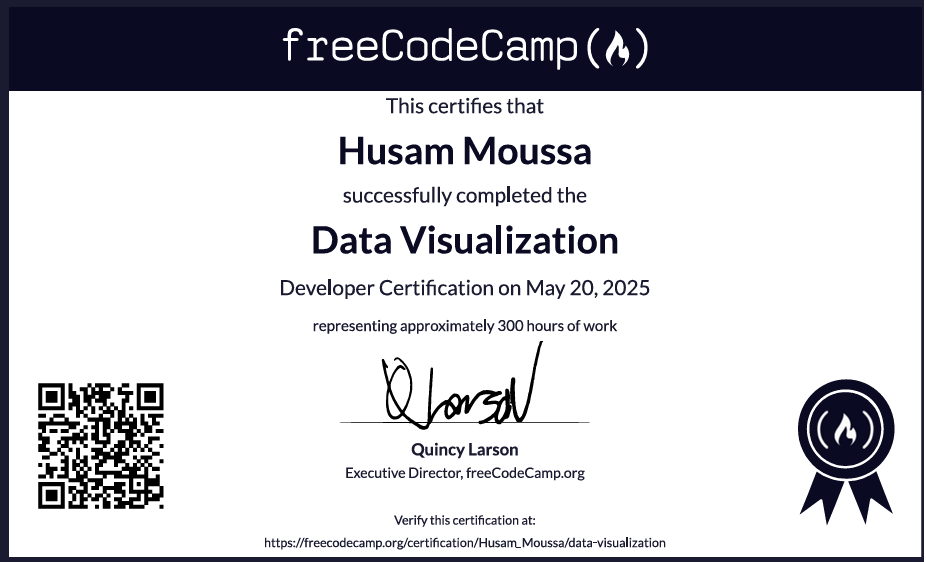 freeCodeCamp
This certifies that
Husam Moussa
successfully completed the
Data Visualization
Developer Certification on May 20, 2025
representing approximately 300 hours of work
Q Larson
Quincy Larson
Executive Director, freeCodeCamp.org
Verify this certification at:
https://freecodecamp.org/certification/Husam_Moussa/data-visualization